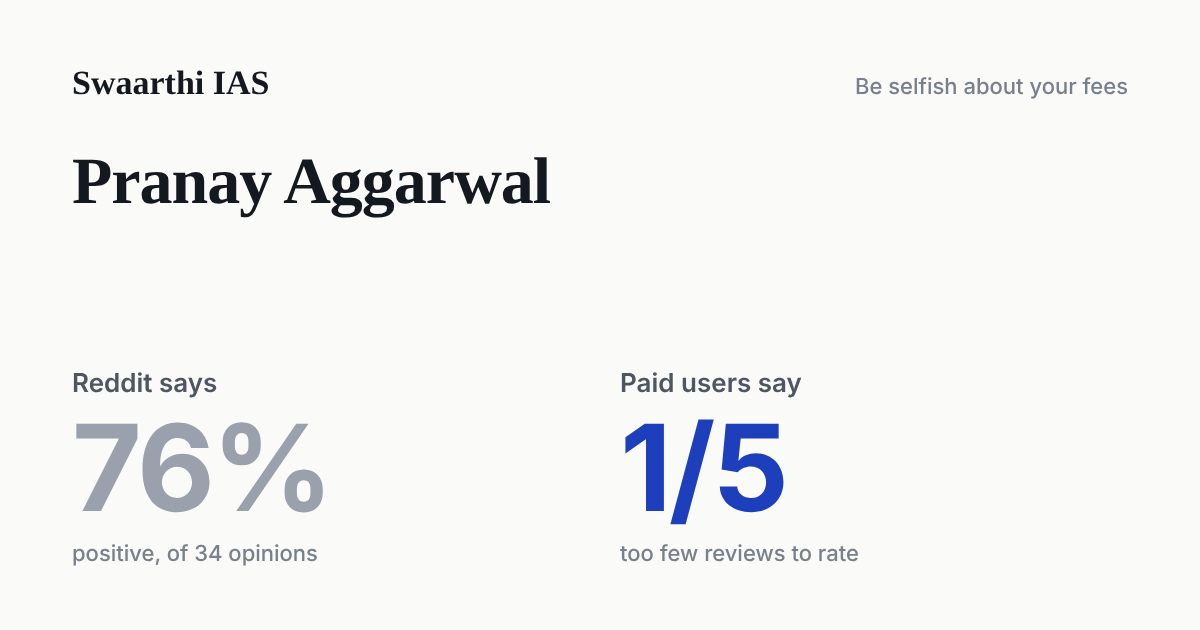 Swaarthi IAS
Be selfish about your fees
Pranay Aggarwal
Reddit says
76%
positive, of 34 opinions
Paid users say
1/5
too few reviews to rate